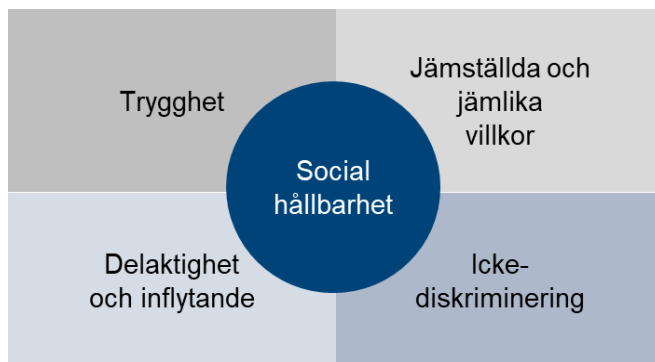 Trygghet
Jämställda och
jämlika
villkor
Social
hållbarhet
Delaktighet
och inflytande
Icke-
diskriminering